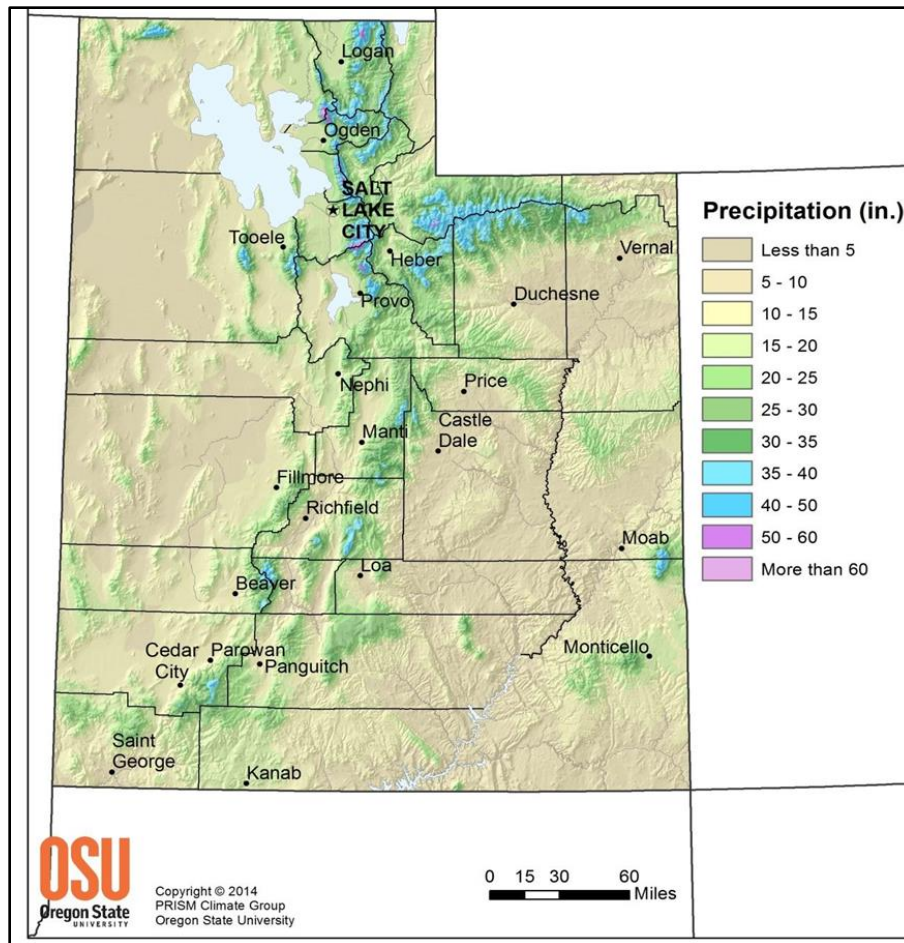 Logan
Ogden
SALT
LAKE
CITY
Tooele
Heber
Vernal
Provo
Duchesne
Nephi
Price
Manti
Castle
Dale
Fillmore
Richfield
Moab
Loa
Beaver
Cedar
City
Parowan
Panguitch
Monticello
Saint
George
Kanab
Precipitation (in.)
Less than 5
5 - 10
10 - 15
15 - 20
20 - 25
25 - 30
30 - 35
35 - 40
40 - 50
50 - 60
More than 60
OSU
Oregon State
UNIVERSITY
Copyright © 2014
PRISM Climate Group
Oregon State University
0 15 30 60
Miles